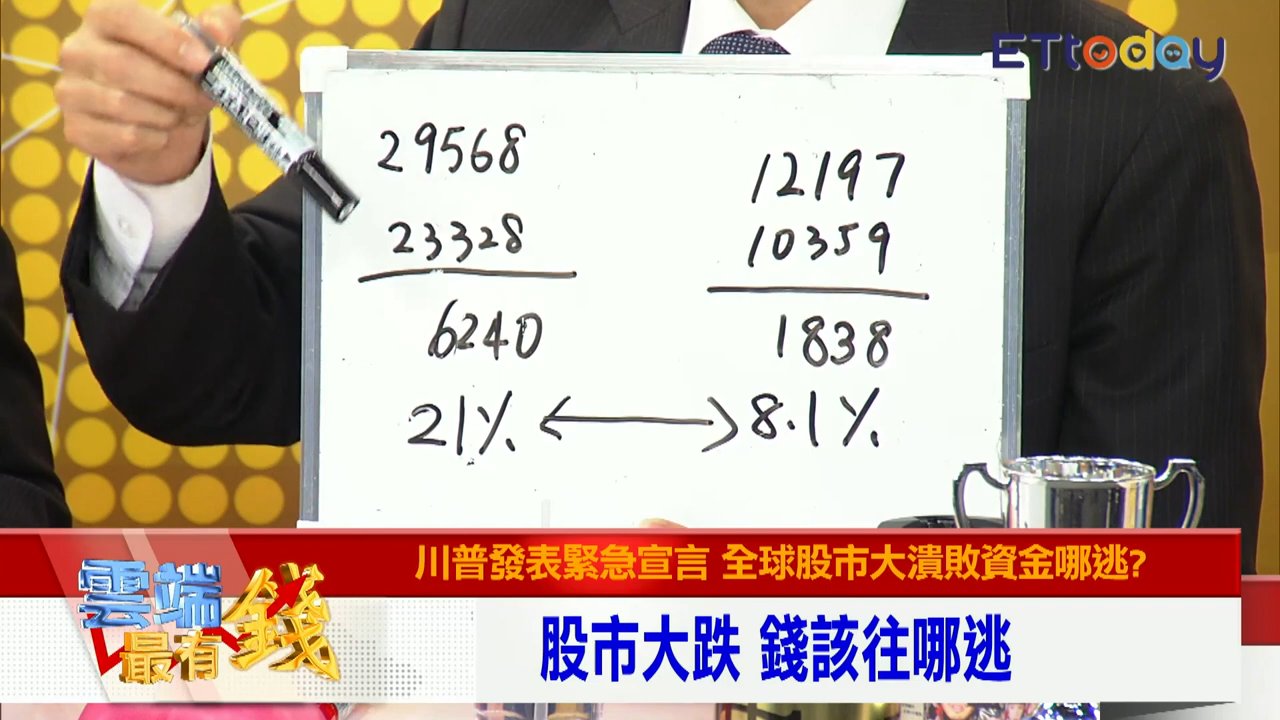 ETtoday
29568
23328
6240
21%
12197
10359
1838
8.1%
川普發表緊急宣言 全球股市大潰敗資金哪逃?
雲端最有錢
股市大跌 錢該往哪逃